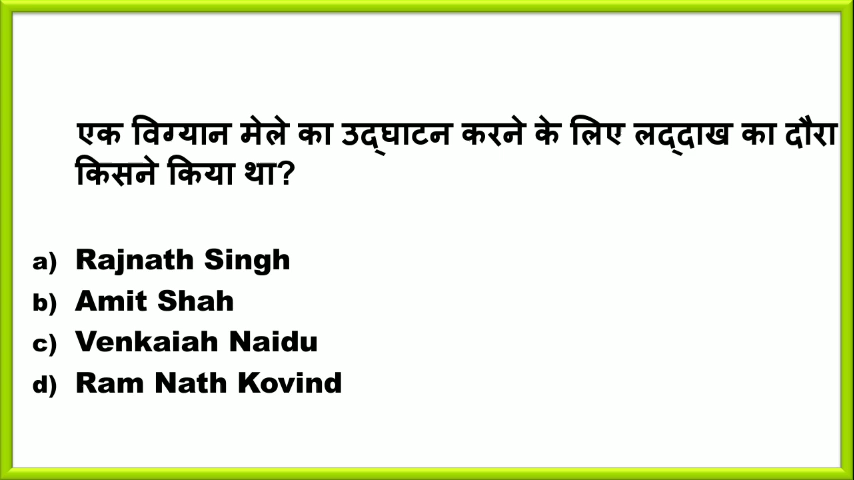 एक विग्यान मेले का उद्‌घाटन करने के लिए लद्‌दाख का दौरा
किसने किया था?
a) Rajnath Singh
b) Amit Shah
c) Venkaiah Naidu
d) Ram Nath Kovind